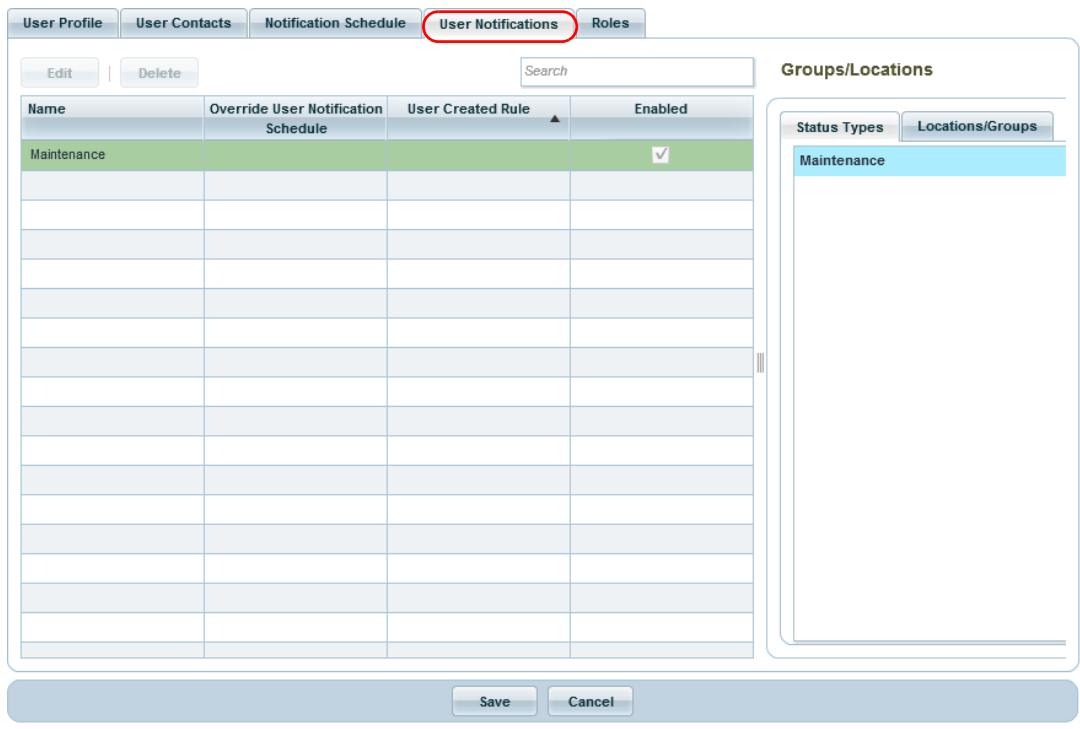 User Profile
User Contacts
Notification Schedule
User Notifications
Roles
Edit
Delete
Search
Groups/Locations
Name
Override User Notification
Schedule
User Created Rule
Enabled
Status Types
Locations/Groups
Maintenance
Maintenance
Save
Cancel